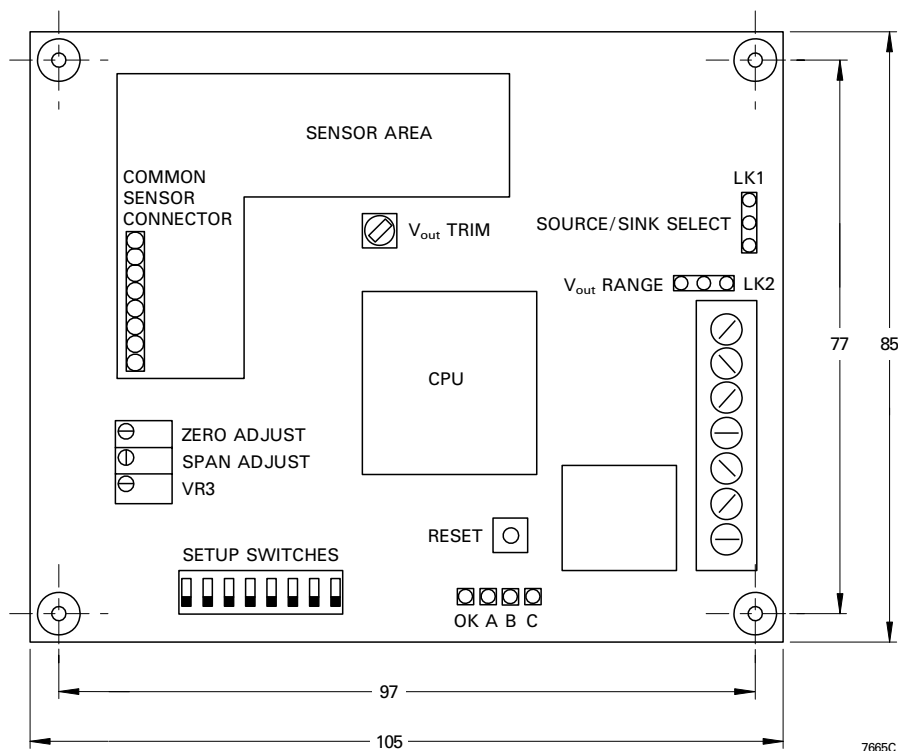 SENSOR AREA
COMMON
SENSOR
CONNECTOR
LK1
Vout TRIM
SOURCE/SINK SELECT
Vout RANGE
LK2
77
85
CPU
ZERO ADJUST
SPAN ADJUST
VR3
RESET
SETUP SWITCHES
OK A B C
97
105
7665C